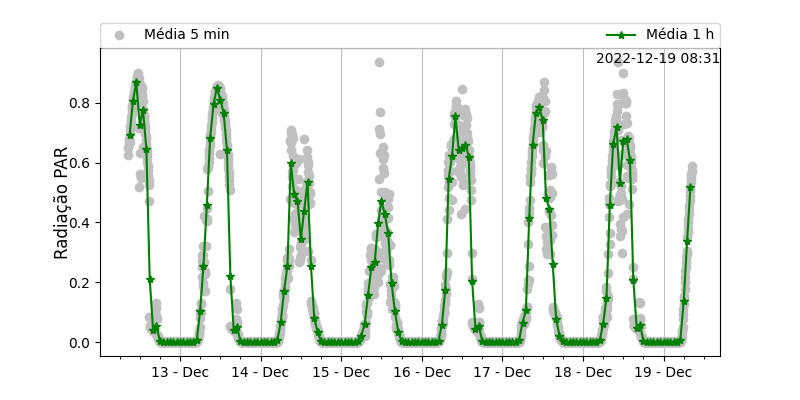 Média 5 min Média 1 h
2022-12-19 08:31
Radiação PAR
0.8
0.6
0.4
0.2
0.0
13 - Dec 14 - Dec 15 - Dec 16 - Dec 17 - Dec 18 - Dec 19 - Dec